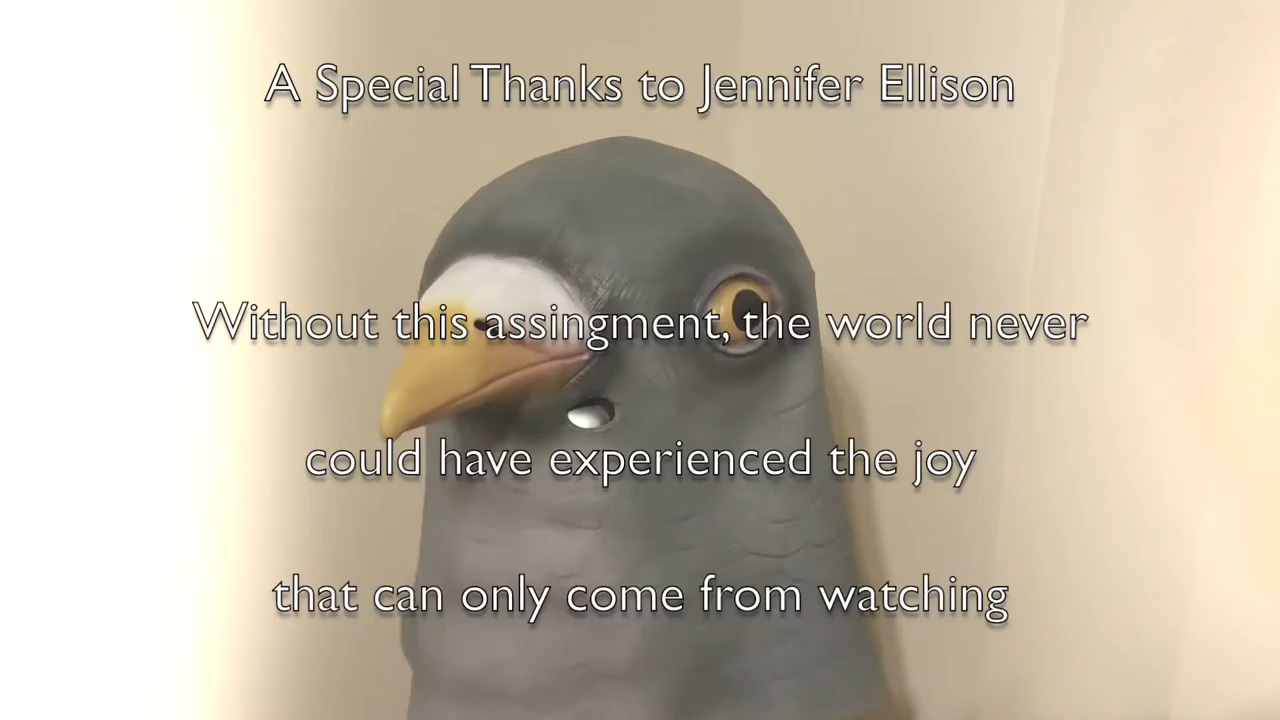 A Special Thanks to Jennifer Ellison
Without this assingment, the world never
could have experienced the joy
that can only come from watching